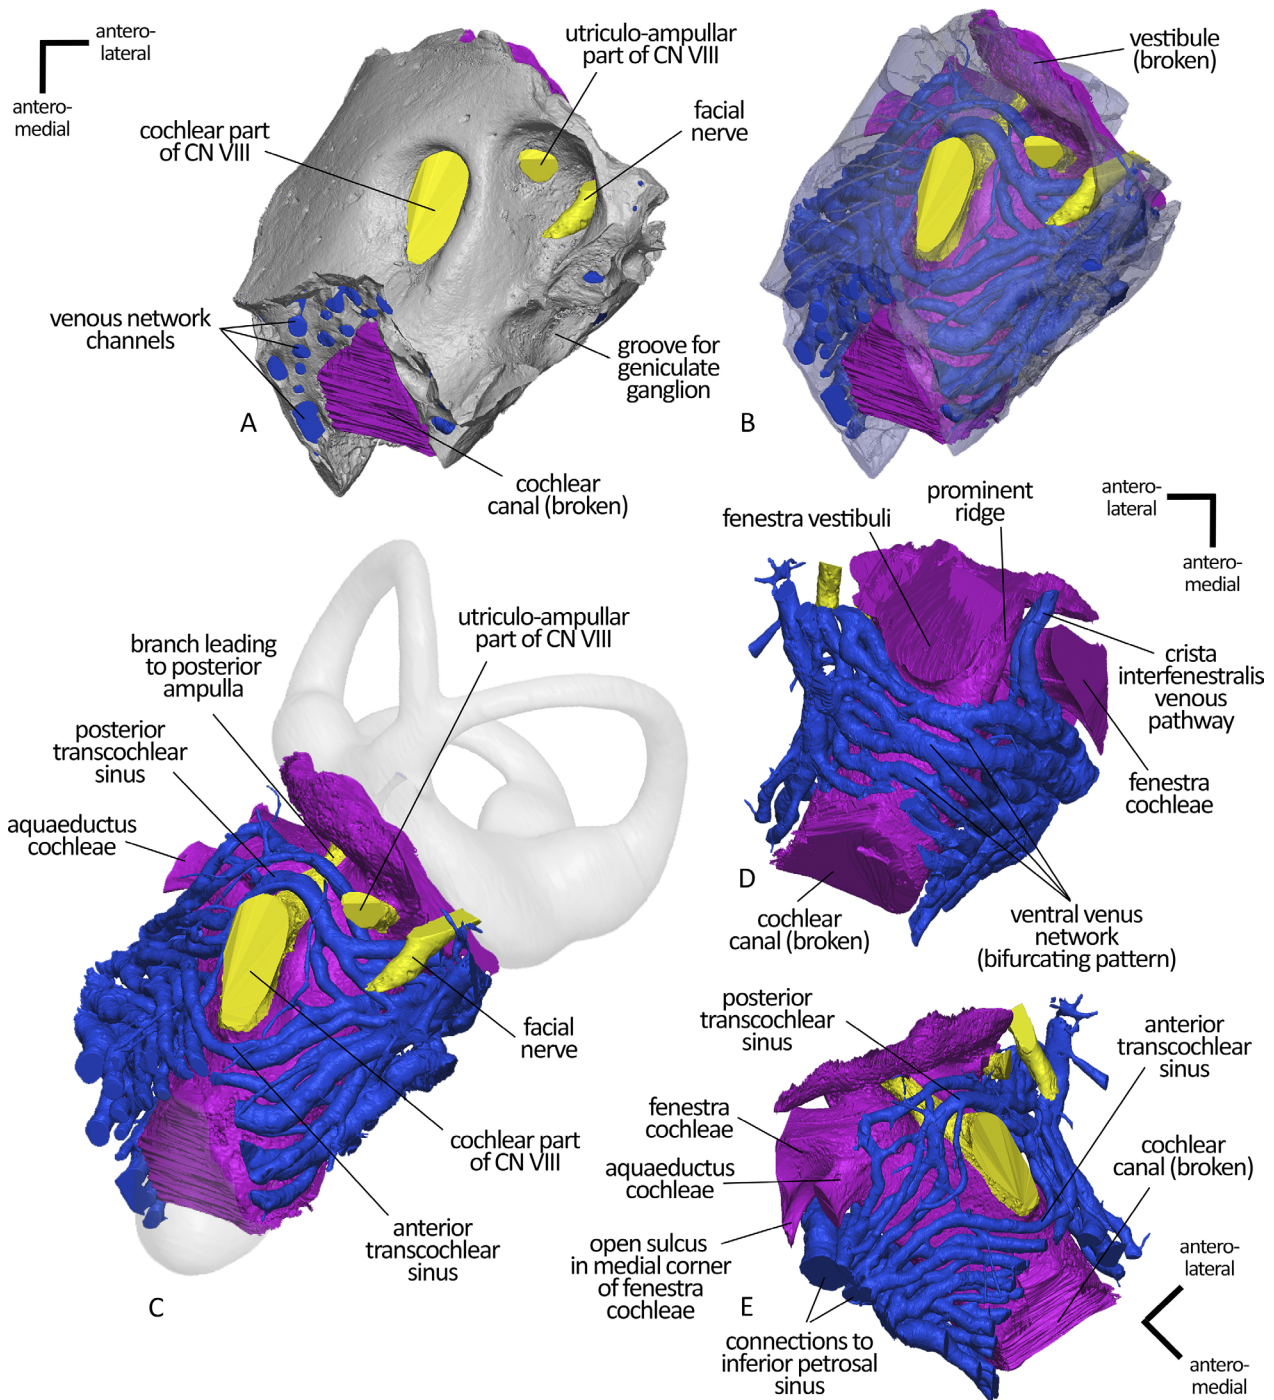 antero-
lateral
antero-
medial
utriculo-ampullar
part of CN VIII
cochlear part
of CN VIII
facial
nerve
venous network
channels
groove for
geniculate
ganglion
A
cochlear
canal (broken)
vestibule
(broken)
B
antero-
lateral
antero-
medial
prominent
ridge
fenestra vestibuli
crista
interfenestralis
venous
pathway
fenestra
cochleae
D
cochlear
canal (broken)
ventral venus
network
(bifurcating pattern)
utriculo-ampullar
part of CN VIII
branch leading
to posterior
ampulla
posterior
transcochlear
sinus
aquaeductus
cochleae
facial
nerve
cochlear part
of CN VIII
anterior
transcochlear
sinus
C
posterior
transcochlear
sinus
anterior
transcochlear
sinus
fenestra
cochleae
cochlear
canal (broken)
aquaeductus
cochleae
open sulcus
in medial corner
of fenestra
cochleae
E
connections to
inferior petrosal
sinus
antero-
lateral
antero-
medial